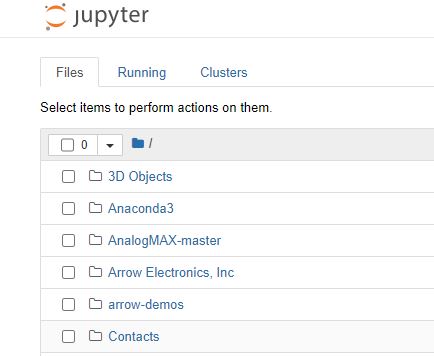 jupyter
Files Running Clusters
Select items to perform actions on them.
0 /
3D Objects
Anaconda3
AnalogMAX-master
Arrow Electronics, Inc
arrow-demos
Contacts